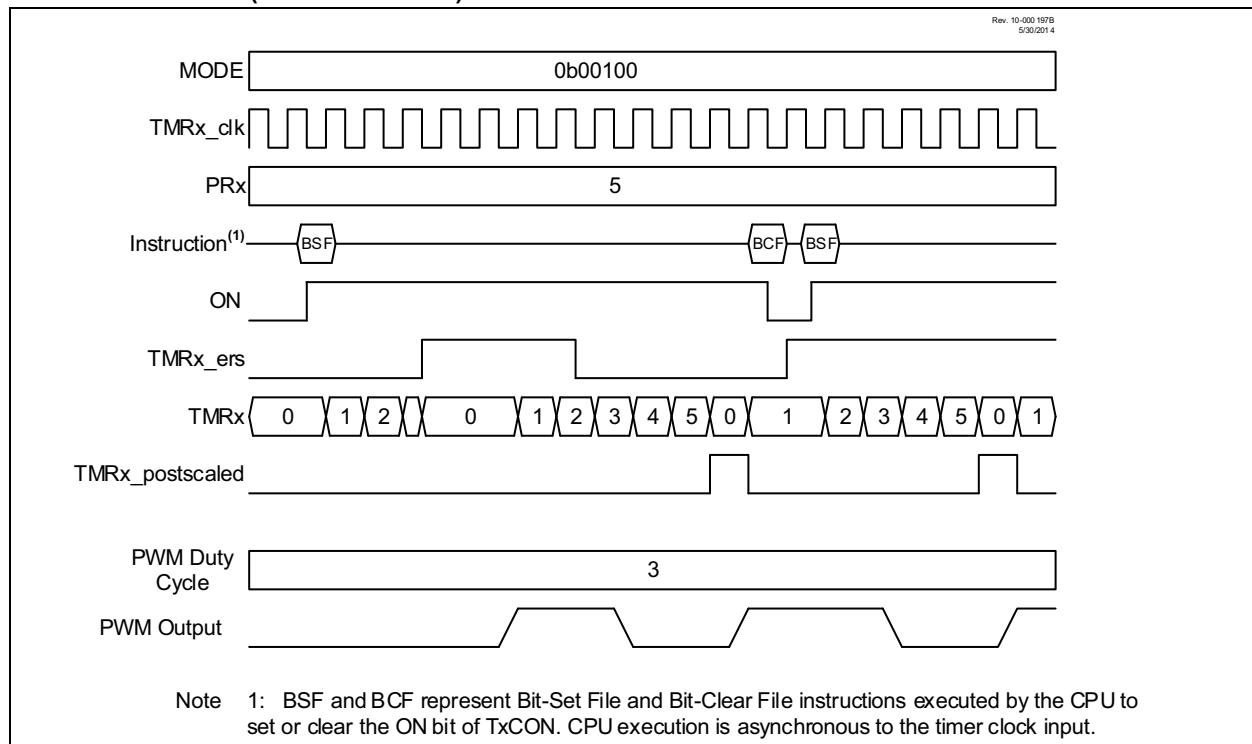 Rev. 10-000 197B
5/30/201 4
MODE 0b00100
TMRx_clk
PRx 5
Instruction(1) BSF BCF BSF
ON
TMRx_ers
TMRx 0 1 2 0 1 2 3 4 5 0 1 2 3 4 5 0 1
TMRx_postscaled
PWM Duty
Cycle 3
PWM Output
Note 1: BSF and BCF represent Bit-Set File and Bit-Clear File instructions executed by the CPU to
set or clear the ON bit of TxCON. CPU execution is asynchronous to the timer clock input.